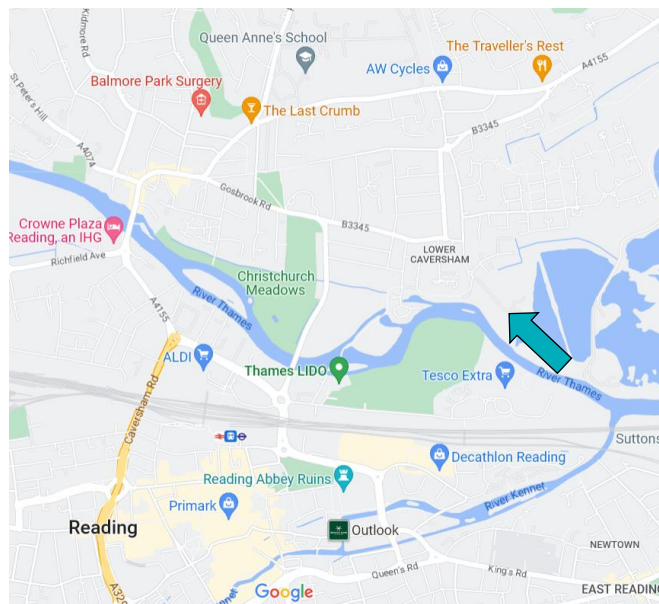 Kidmore Rd
Queen Anne's School
The Traveller's Rest
AW Cycles
A4155
St Peter's Hill
Balmore Park Surgery
The Last Crumb
B3345
A4074
Gosbrook Rd
B3345
Crowne Plaza
Reading, an IHG
Richfield Ave
LOWER
CAVERSHAM
Christchurch
Meadows
River Thames
A4155
ALDI
Thames LIDO
Tesco Extra
River Thames
Caversham Rd
Suttons
Decathlon Reading
Reading Abbey Ruins
River Kennet
Primark
Reading
Outlook
NEWTOWN
Queen's Rd
King's Rd
Google
EAST READING
A329